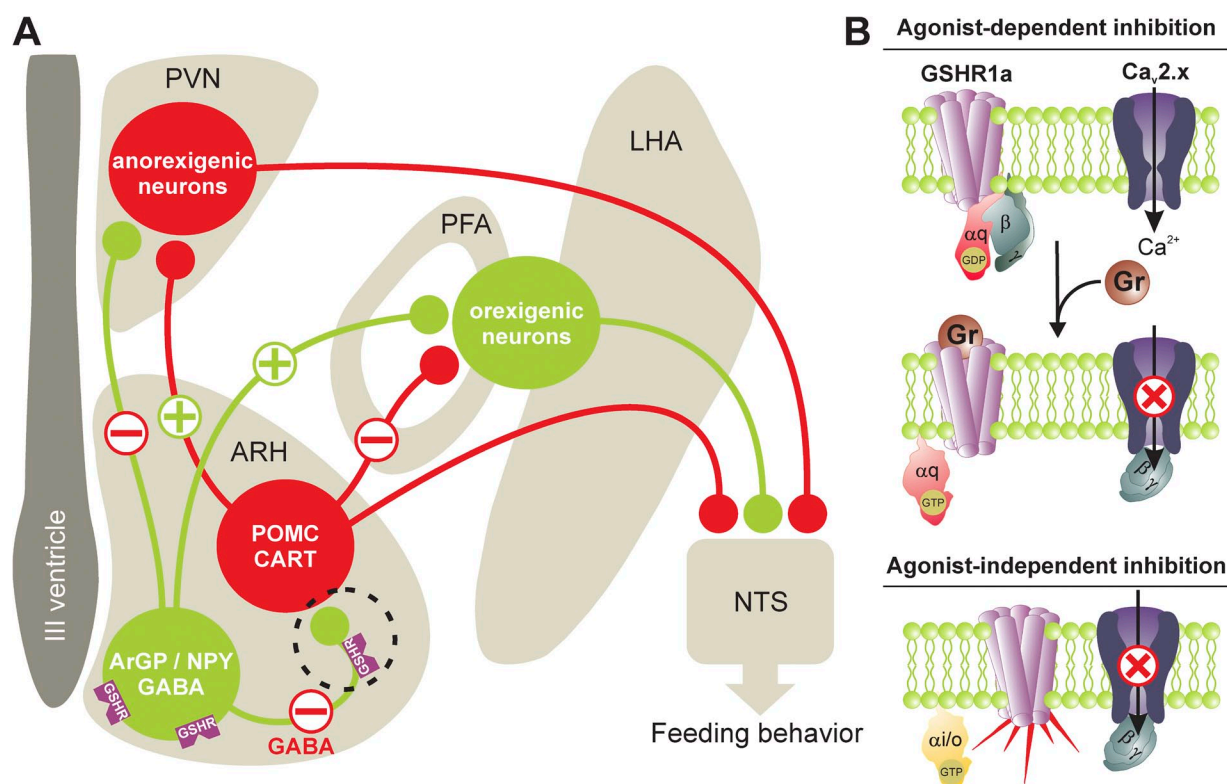 A
PVN
anorexigenic
neurons
LHA
PFA
orexigenic
neurons
ARH
POMC
CART
III ventricle
ArGP / NPY
GABA
GSHR
GSHR
GSHR
GABA
NTS
Feeding behavior
B
Agonist-dependent inhibition
GSHR1a
Cav2.x
αq
GDP
β
γ
Ca2+
Gr
Gr
αq
GTP
β
γ
Agonist-independent inhibition
αi/o
GTP
β
γ